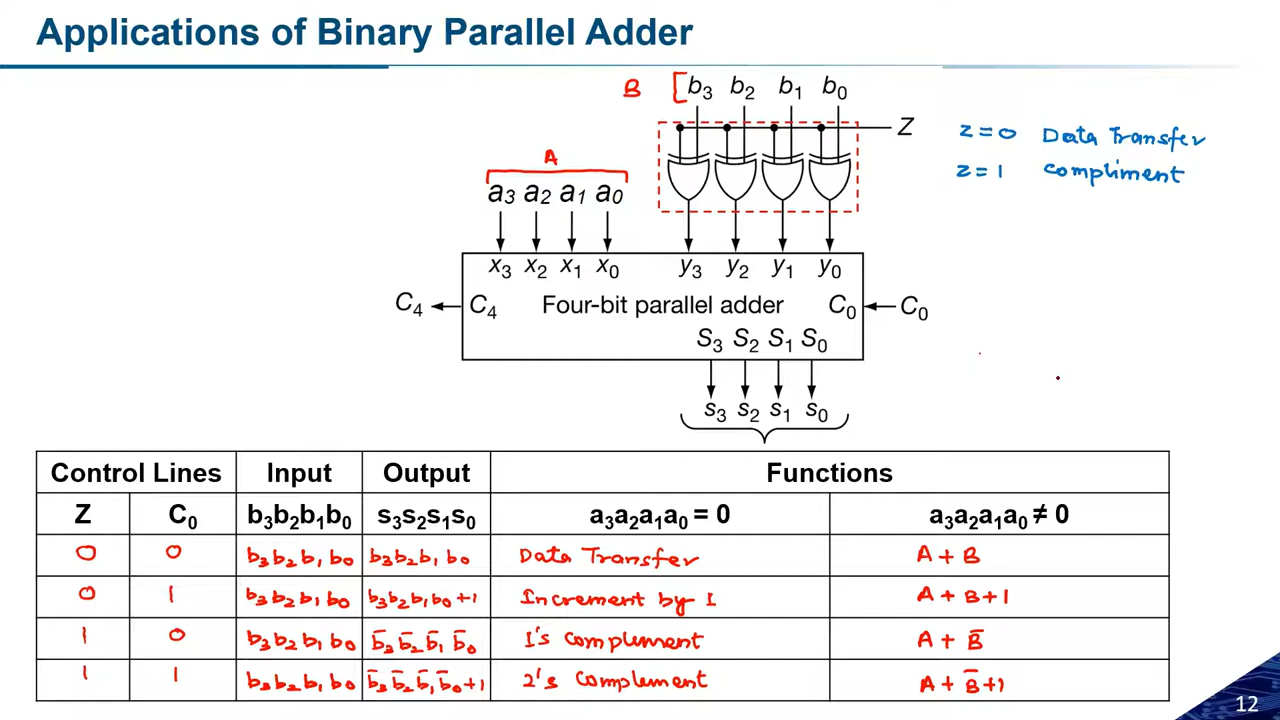 Applications of Binary Parallel Adder
B [b₃ b₂ b₁ b₀
Z
z=0 Data Transfer
z=1 Compliment
A
a₃ a₂ a₁ a₀
x₃ x₂ x₁ x₀ y₃ y₂ y₁ y₀
C₄ C₄ Four-bit parallel adder C₀ C₀
S₃ S₂ S₁ S₀
s₃ s₂ s₁ s₀
Control Lines Input Output Functions
Z C₀ b₃b₂b₁b₀ s₃s₂s₁s₀ a₃a₂a₁a₀ = 0 a₃a₂a₁a₀ ≠ 0
0 0 b₃b₂b₁b₀ b₃b₂b₁b₀ Data Transfer A + B
0 1 b₃b₂b₁b₀ b₃b₂b₁b₀+1 Increment by 1 A + B+1
1 0 b₃b₂b₁b₀ b̄₃b̄₂b̄₁b̄₀ 1's complement A + B̄
1 1 b₃b₂b₁b₀ b̄₃b̄₂b̄₁b̄₀+1 2's complement A + B̄+1
12